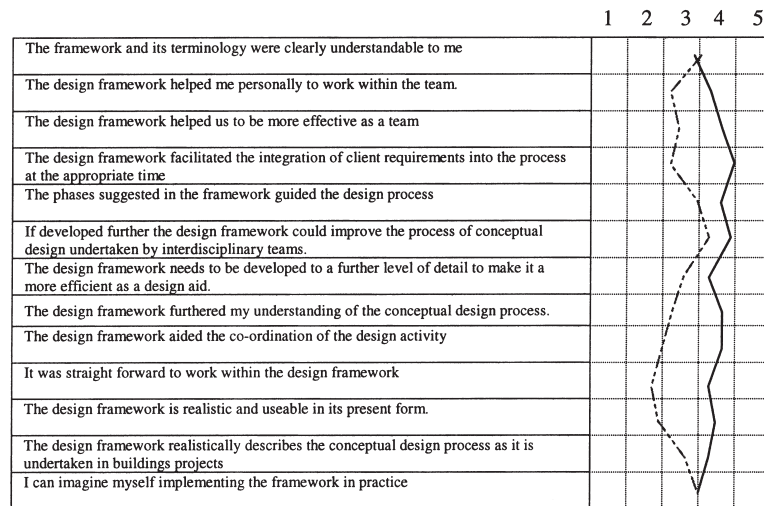 1 2 3 4 5
The framework and its terminology were clearly understandable to me
The design framework helped me personally to work within the team.
The design framework helped us to be more effective as a team
The design framework facilitated the integration of client requirements into the process
at the appropriate time
The phases suggested in the framework guided the design process
If developed further the design framework could improve the process of conceptual
design undertaken by interdisciplinary teams.
The design framework needs to be developed to a further level of detail to make it a
more efficient as a design aid.
The design framework furthered my understanding of the conceptual design process.
The design framework aided the co-ordination of the design activity
It was straight forward to work within the design framework
The design framework is realistic and useable in its present form.
The design framework realistically describes the conceptual design process as it is
undertaken in buildings projects
I can imagine myself implementing the framework in practice